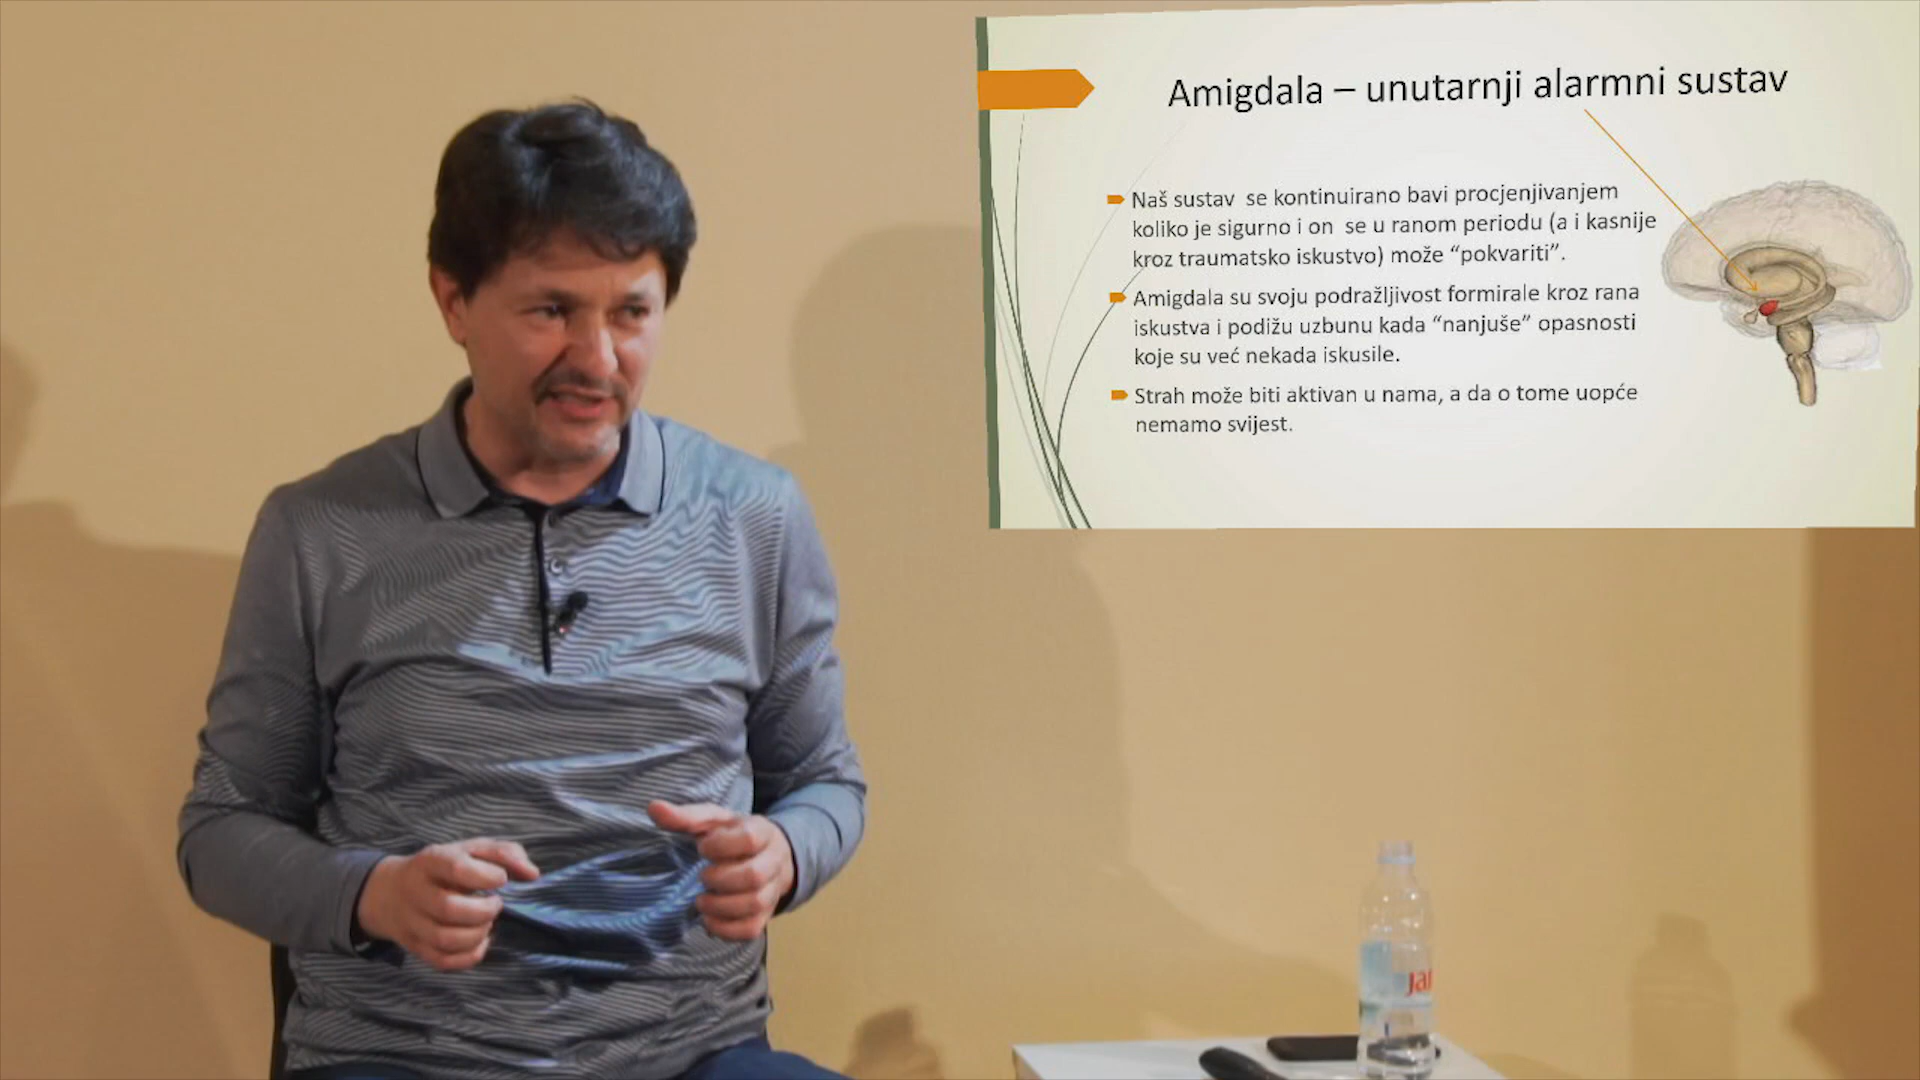 Amigdala – unutarnji alarmni sustav
Naš sustav se kontinuirano bavi procjenjivanjem
kolije je sigurno i on se u ranom periodu (a i kasnije
kroz traumatsko iskustvo) može “pokvariti”.
Amigdala su svoju podražljivost formirale kroz rana
iskustva i podižu uzbunu kada “nanjuše” opasnosti
koje su već nekada iskusile.
Strah može biti aktivan u nama, a da o tome uopće
nemamo svijest.